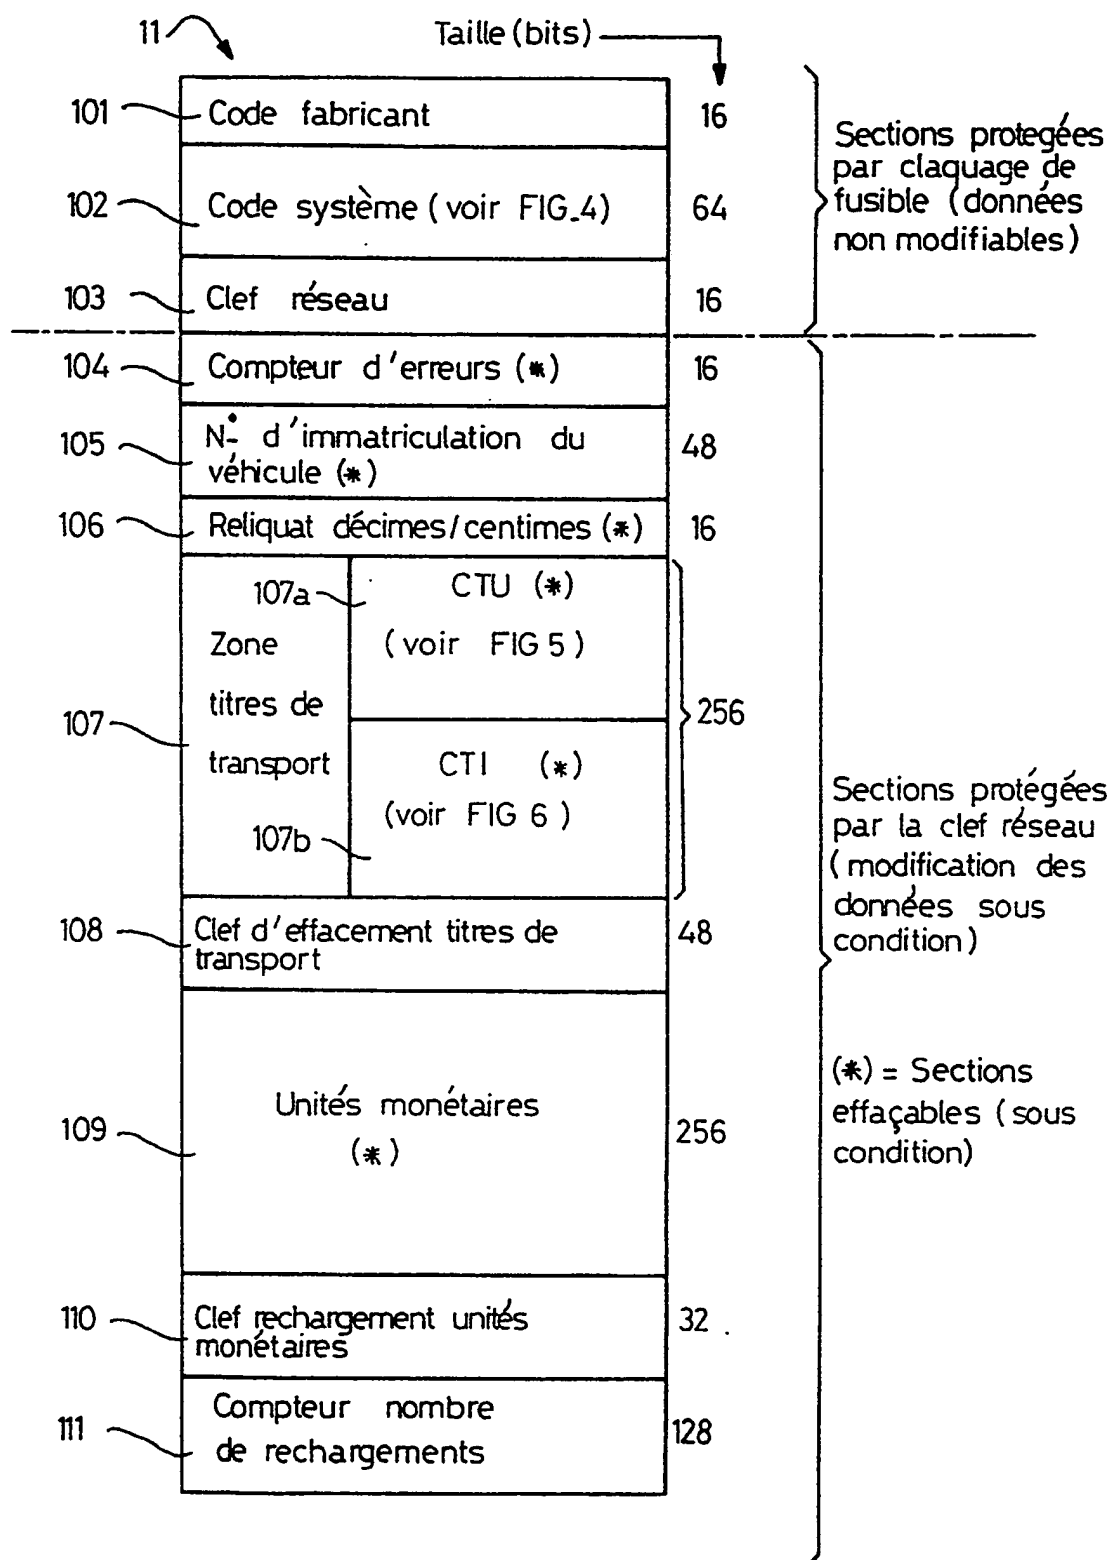 11
Taille (bits)
101
Code fabricant
16
102
Code système (voir FIG_4)
64
103
Clef réseau
16
Sections protegées
par claquage de
fusible (données
non modifiables)
104
Compteur d'erreurs (*)
16
105
N° d'immatriculation du
véhicule (*)
48
106
Reliquat décimes/centimes (*)
16
107
Zone
titres de
transport
107a
CTU (*)
(voir FIG 5)
107b
CTI (*)
(voir FIG 6)
256
108
Clef d'effacement titres de
transport
48
109
Unités monétaires
(*)
256
110
Clef rechargement unités
monétaires
32
111
Compteur nombre
de rechargements
128
Sections protégées
par la clef réseau
(modification des
données sous
condition)
(*) = Sections
effaçables (sous
condition)